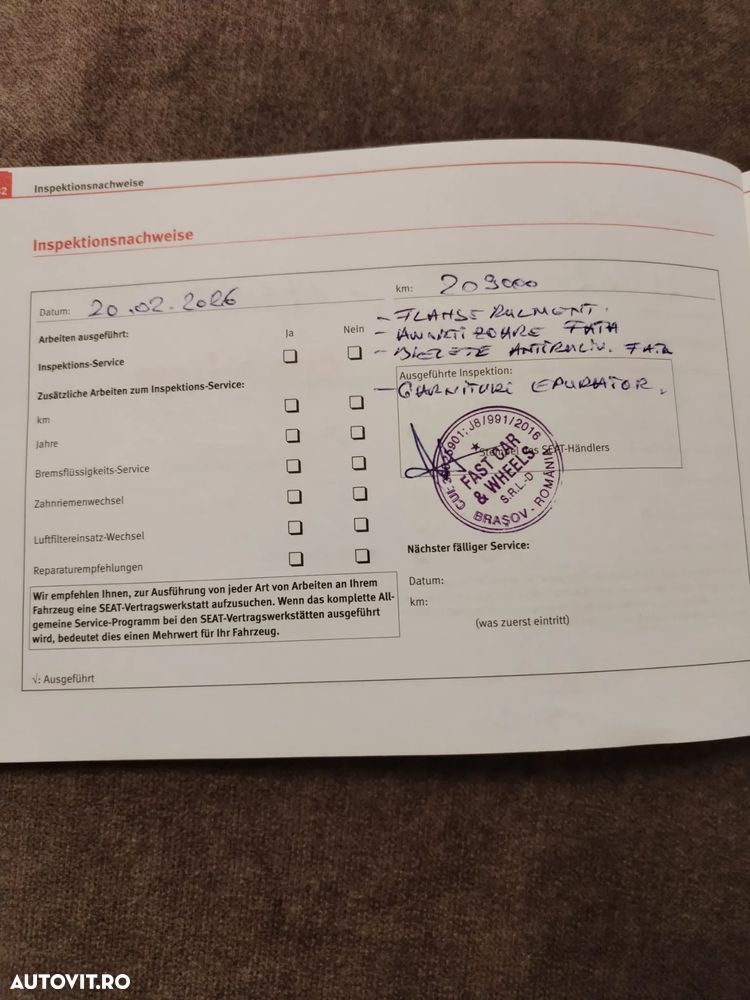 32 Inspektionsnachweise
Inspektionsnachweise
Datum: 20.02.2026
km: 209000
- FLANSE RULMENT.
- AMORTIZOARE FATA
- BIELETE ANTIRULIU. FATA
- GARNITURI EPURATOR.
Arbeiten ausgeführt: Ja Nein
Inspektions-Service
Zusätzliche Arbeiten zum Inspektions-Service:
km
Jahre
Bremsflüssigkeits-Service
Zahnriemenwechsel
Luftfiltereinsatz-Wechsel
Reparaturempfehlungen
Ausgeführte Inspektion:
Stempel des SEAT-Händlers
J8/991/2016
FAST CAR
& WHEELS
S.R.L.-D
BRAȘOV - ROMÂNIA
Wir empfehlen Ihnen, zur Ausführung von jeder Art von Arbeiten an Ihrem
Fahrzeug eine SEAT-Vertragswerkstatt aufzusuchen. Wenn das komplette All-
gemeine Service-Programm bei den SEAT-Vertragswerkstätten ausgeführt
wird, bedeutet dies einen Mehrwert für Ihr Fahrzeug.
Nächster fälliger Service:
Datum:
km:
(was zuerst eintritt)
√: Ausgeführt
AUTOVIT.RO